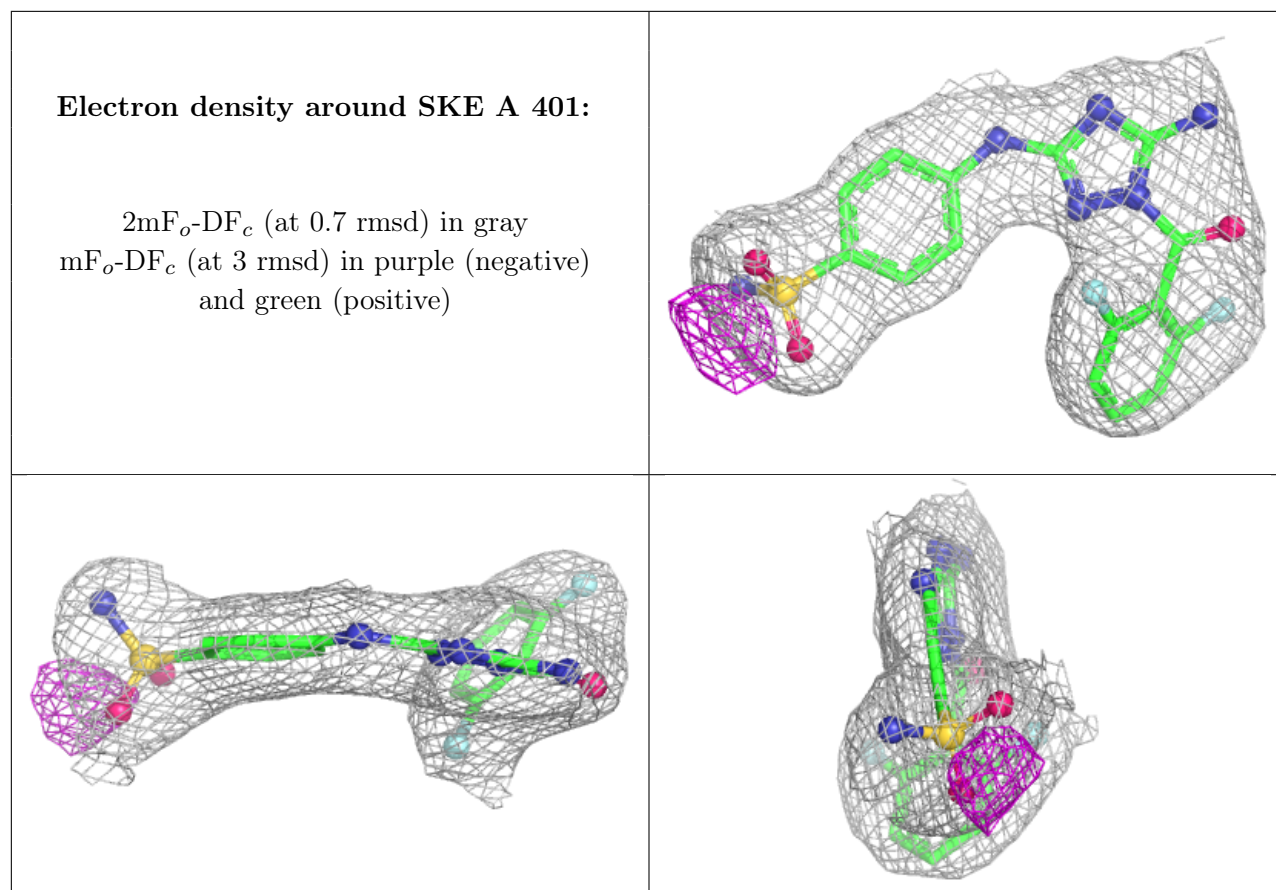 Electron density around SKE A 401:
2mFo-DFc (at 0.7 rmsd) in gray
mFo-DFc (at 3 rmsd) in purple (negative)
and green (positive)